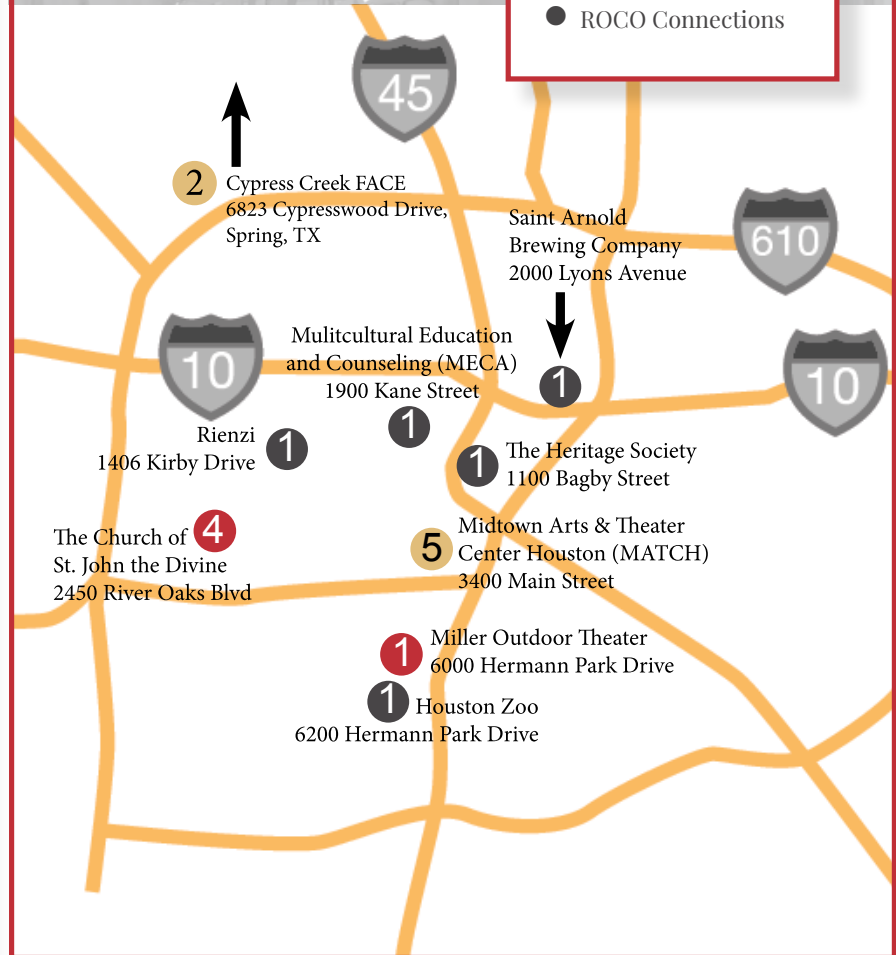 ROCO Connections
45
2
Cypress Creek FACE
6823 Cypresswood Drive,
Spring, TX
Saint Arnold
Brewing Company
2000 Lyons Avenue
610
10
Mulitcultural Education
and Counseling (MECA)
1900 Kane Street
1
10
1
Rienzi
1406 Kirby Drive
1
1
The Heritage Society
1100 Bagby Street
The Church of
St. John the Divine
2450 River Oaks Blvd
4
5
Midtown Arts & Theater
Center Houston (MATCH)
3400 Main Street
1
Miller Outdoor Theater
6000 Hermann Park Drive
1
Houston Zoo
6200 Hermann Park Drive